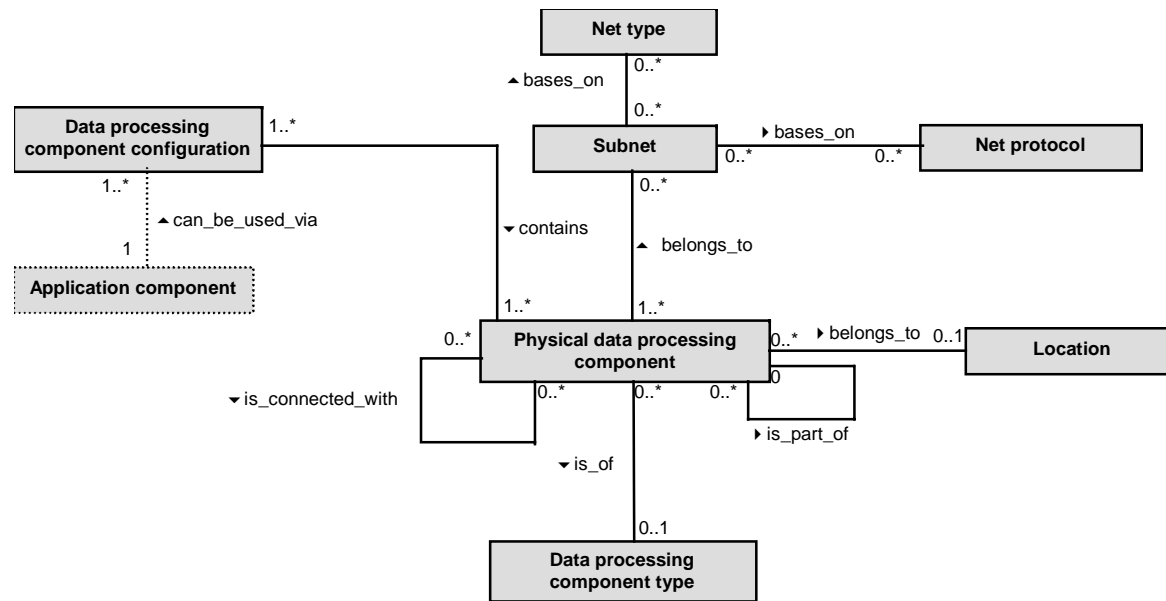 Net type
0..*
▲ bases_on
0..*
Data processing
component configuration
1..*
Subnet
▶ bases_on
0..*
0..*
Net protocol
1..*
0..*
▲ can_be_used_via
▼ contains
▲ belongs_to
1
Application component
1..*
1..*
0..*
Physical data processing
component
0..*
▶ belongs_to
0..1
Location
0
▼ is_connected_with
0..*
0..*
0..*
▶ is_part_of
▼ is_of
0..1
Data processing
component type